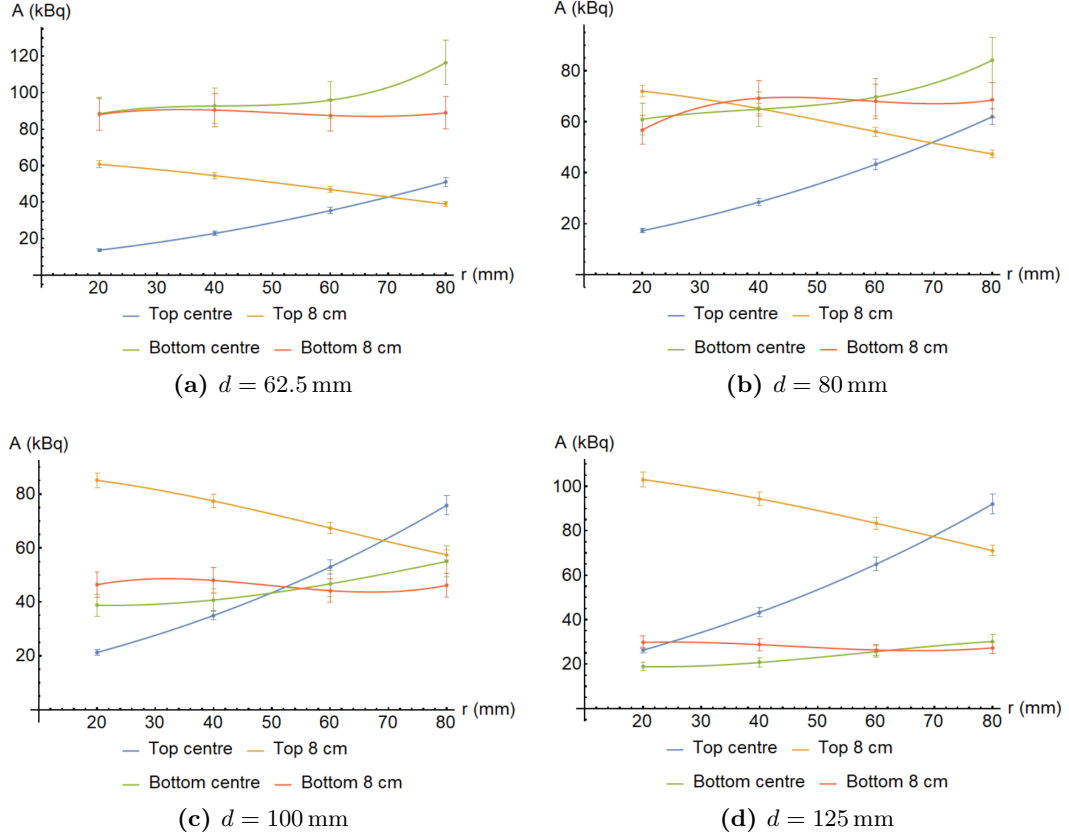 A (kBq)
120
100
80
60
40
20
20 30 40 50 60 70 80 r (mm)
Top centre Top 8 cm
Bottom centre Bottom 8 cm
(a) d = 62.5 mm
A (kBq)
80
60
40
20
20 30 40 50 60 70 80 r (mm)
Top centre Top 8 cm
Bottom centre Bottom 8 cm
(b) d = 80 mm
A (kBq)
80
60
40
20
20 30 40 50 60 70 80 r (mm)
Top centre Top 8 cm
Bottom centre Bottom 8 cm
(c) d = 100 mm
A (kBq)
100
80
60
40
20
20 30 40 50 60 70 80 r (mm)
Top centre Top 8 cm
Bottom centre Bottom 8 cm
(d) d = 125 mm